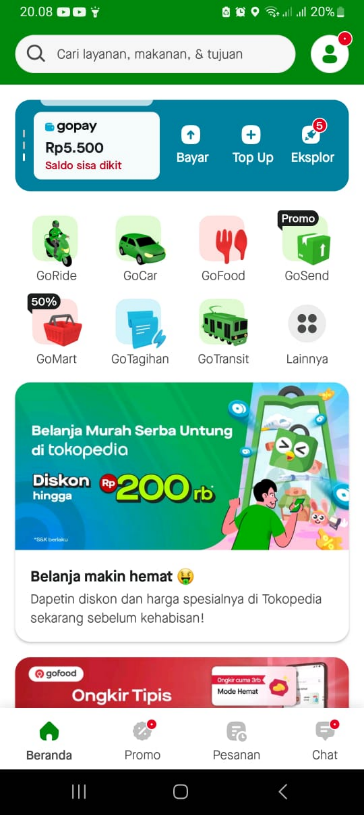 20.08
20%
Cari layanan, makanan, & tujuan
gopay
Rp5.500
Saldo sisa dikit
Bayar
Top Up
5
Eksplor
GoRide
GoCar
GoFood
Promo
GoSend
50%
GoMart
GoTagihan
GoTransit
Lainnya
Belanja Murah Serba Untung
di tokopedia
Diskon
hingga
Rp200rb*
*S&K berlaku
Belanja makin hemat 🤑
Dapetin diskon dan harga spesialnya di Tokopedia
sekarang sebelum kehabisan!
gofood
Ongkir Tipis
Ongkir cuma 3rb
Mode Hemat
Beranda
Promo
Pesanan
Chat